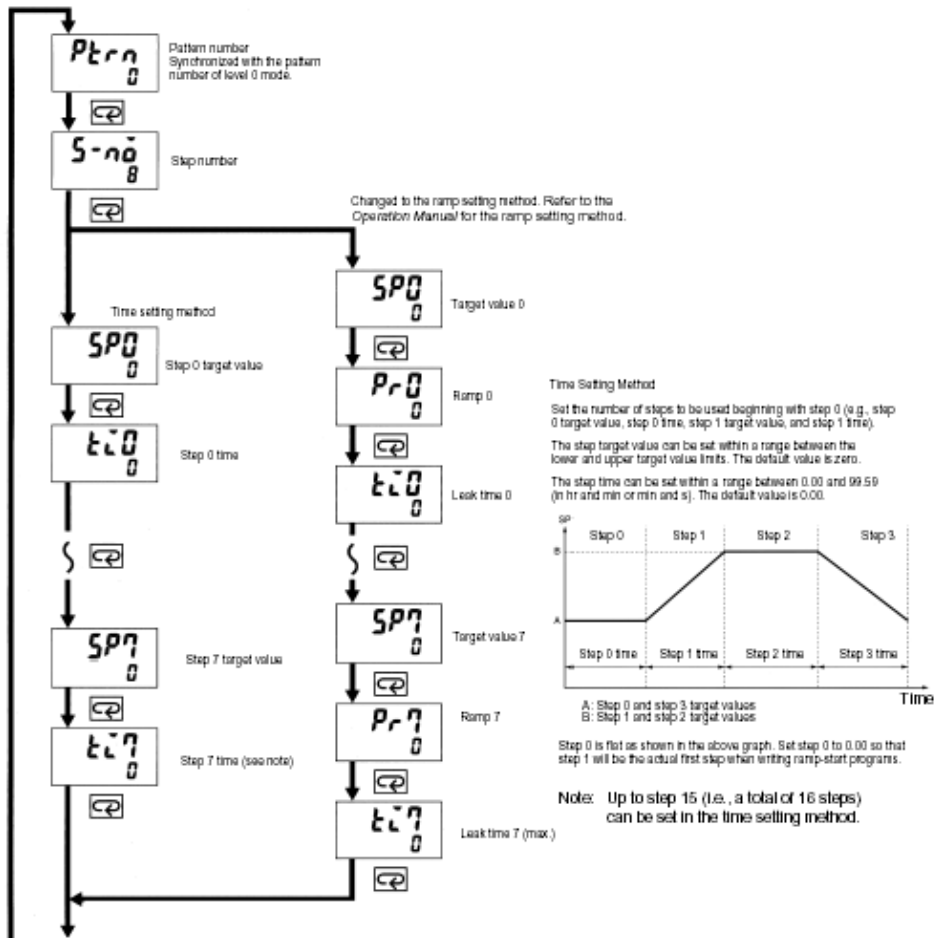 Ptrn
0
Pattern number
Synchronized with the pattern
number of level 0 mode.
S-no
8
Step number
Changed to the ramp setting method. Refer to the
Operation Manual for the ramp setting method.
Time setting method
SP0
0
Step 0 target value
ti0
0
Step 0 time
SP7
0
Step 7 target value
ti7
0
Step 7 time (see note)
SP0
0
Target value 0
Pr0
0
Ramp 0
ti0
0
Leak time 0
SP7
0
Target value 7
Pr7
0
Ramp 7
ti7
0
Leak time 7 (max.)
Time Setting Method
Set the number of steps to be used beginning with step 0 (e.g., step
0 target value, step 0 time, step 1 target value, and step 1 time).
The step target value can be set within a range between the
lower and upper target value limits. The default value is zero.
The step time can be set within a range between 0.00 and 99.59
(in hr and min or min and s). The default value is 0.00.
SP
Step 0 Step 1 Step 2 Step 3
B
A
Step 0 time Step 1 time Step 2 time Step 3 time
Time
A: Step 0 and step 3 target values
B: Step 1 and step 2 target values
Step 0 is flat as shown in the above graph. Set step 0 to 0.00 so that
step 1 will be the actual first step when writing ramp-start programs.
Note: Up to step 15 (i.e., a total of 16 steps)
can be set in the time setting method.